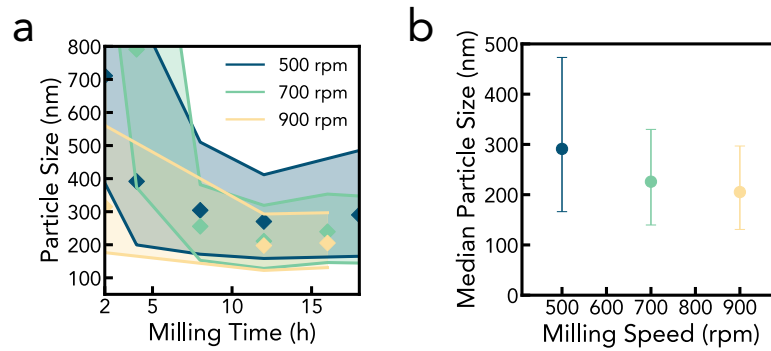 a
800
700
600
500
400
300
200
100
2
5
10
15
Particle Size (nm)
Milling Time (h)
500 rpm
700 rpm
900 rpm
b
500
400
300
200
100
0
500 600 700 800 900
Median Particle Size (nm)
Milling Speed (rpm)